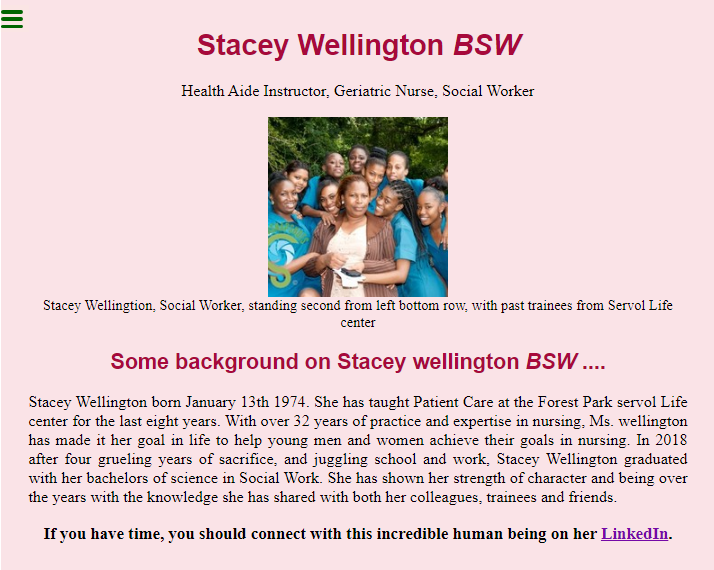 Stacey Wellington BSW
Health Aide Instructor, Geriatric Nurse, Social Worker
Stacey Wellingtion, Social Worker, standing second from left bottom row, with past trainees from Servol Life
center
Some background on Stacey wellington BSW ....
Stacey Wellington born January 13th 1974. She has taught Patient Care at the Forest Park servol Life
center for the last eight years. With over 32 years of practice and expertise in nursing, Ms. wellington
has made it her goal in life to help young men and women achieve their goals in nursing. In 2018
after four grueling years of sacrifice, and juggling school and work, Stacey Wellington graduated
with her bachelors of science in Social Work. She has shown her strength of character and being over
the years with the knowledge she has shared with both her colleagues, trainees and friends.
If you have time, you should connect with this incredible human being on her LinkedIn.